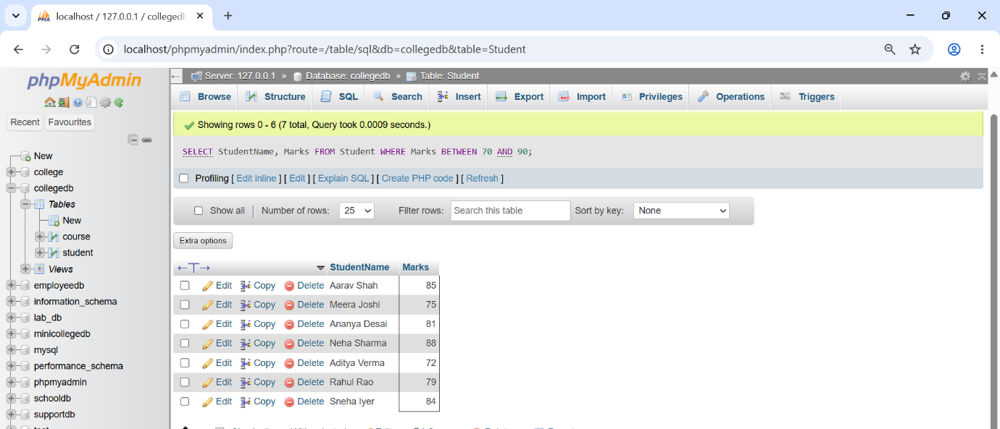 localhost / 127.0.0.1 / collegedb
localhost/phpmyadmin/index.php?route=/table/sql&db=collegedb&table=Student
phpMyAdmin
Recent Favourites
New
college
collegedb
Tables
New
course
student
Views
employeedb
information_schema
lab_db
minicollegedb
mysql
performance_schema
phpmyadmin
schooldb
supportdb
Server: 127.0.0.1 » Database: collegedb » Table: Student
Browse Structure SQL Search Insert Export Import Privileges Operations Triggers
Showing rows 0 - 6 (7 total, Query took 0.0009 seconds.)
SELECT StudentName, Marks FROM Student WHERE Marks BETWEEN 70 AND 90;
Profiling [ Edit inline ] [ Edit ] [ Explain SQL ] [ Create PHP code ] [ Refresh ]
Show all | Number of rows: 25 Filter rows: Search this table Sort by key: None
Extra options
←T→ StudentName Marks
Edit Copy Delete Aarav Shah 85
Edit Copy Delete Meera Joshi 75
Edit Copy Delete Ananya Desai 81
Edit Copy Delete Neha Sharma 88
Edit Copy Delete Aditya Verma 72
Edit Copy Delete Rahul Rao 79
Edit Copy Delete Sneha Iyer 84